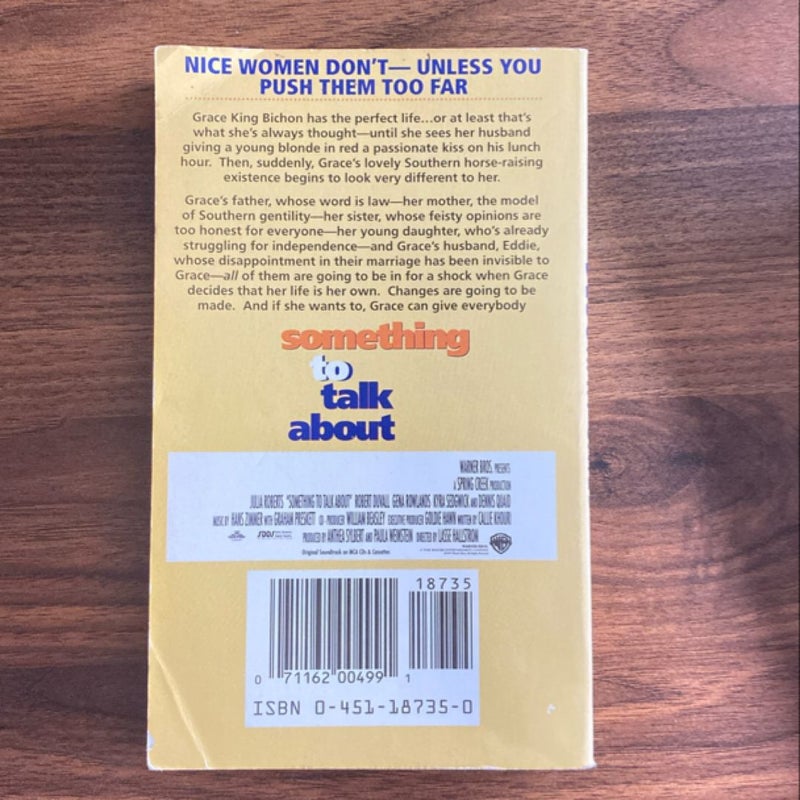 NICE WOMEN DON'T— UNLESS YOU
PUSH THEM TOO FAR
Grace King Bichon has the perfect life...or at least that's
what she's always thought—until she sees her husband
giving a young blonde in red a passionate kiss on his lunch
hour. Then, suddenly, Grace's lovely Southern horse-raising
existence begins to look very different to her.
Grace's father, whose word is law—her mother, the model
of Southern gentility—her sister, whose feisty opinions are
too honest for everyone—her young daughter, who's already
struggling for independence—and Grace's husband, Eddie,
whose disappointment in their marriage has been invisible to
Grace—all of them are going to be in for a shock when Grace
decides that her life is her own. Changes are going to be
made. And if she wants to, Grace can give everybody
something
to
talk
about
WARNER BROS. PRESENTS
A SPRING CREEK PRODUCTION
JULIA ROBERTS "SOMETHING TO TALK ABOUT" ROBERT DUVALL GENA ROWLANDS KYRA SEDGWICK AND DENNIS QUAID
MUSIC BY HANS ZIMMER WITH GRAHAM PRESKETT CO-PRODUCER WILLIAM BEASLEY EXECUTIVE PRODUCER GOLDIE HAWN WRITTEN BY CALLIE KHOURI
PRODUCED BY ANTHEA SYLBERT AND PAULA WEINSTEIN DIRECTED BY LASSE HALLSTROM
SDDS
Original Soundtrack on MCA CDs & Cassettes
18735
0 71162 00499 1
ISBN 0-451-18735-0